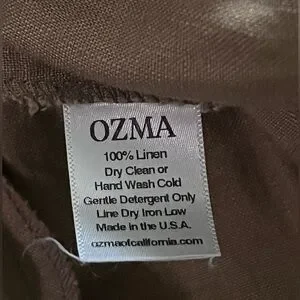 OZMA
100% Linen
Dry Clean or
Hand Wash Cold
Gentle Detergent Only
Line Dry Iron Low
Made in the U.S.A.
ozmaofcalifornia.com